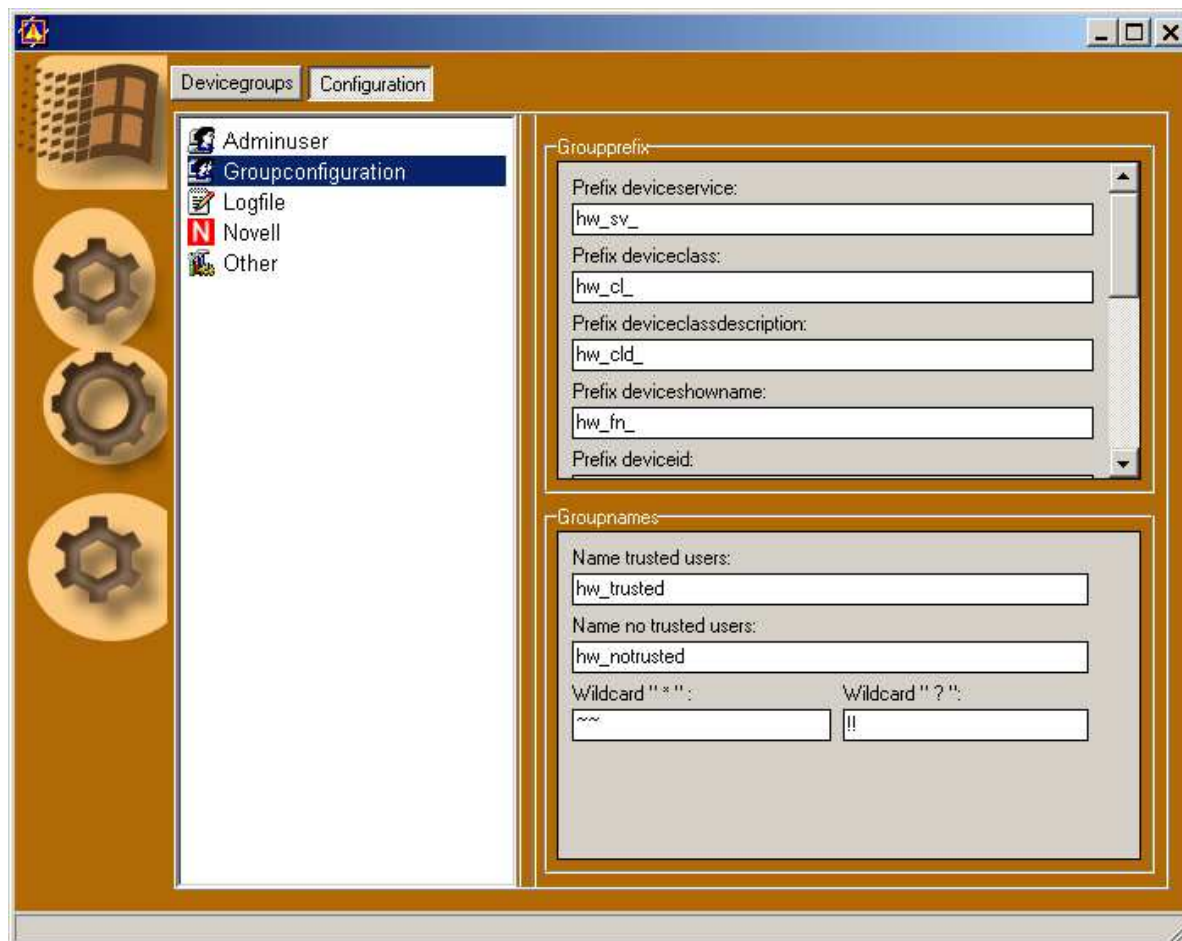 Devicegroups
Configuration
Adminuser
Groupconfiguration
Logfile
N Novell
Other
Groupprefix
Prefix deviceservice:
hw_sv_
Prefix deviceclass:
hw_cl_
Prefix deviceclassdescription:
hw_cld_
Prefix deviceshowname:
hw_fn_
Prefix deviceid:
Groupnames
Name trusted users:
hw_trusted
Name no trusted users:
hw_notrusted
Wildcard " * " : Wildcard " ? ":
~~ !!